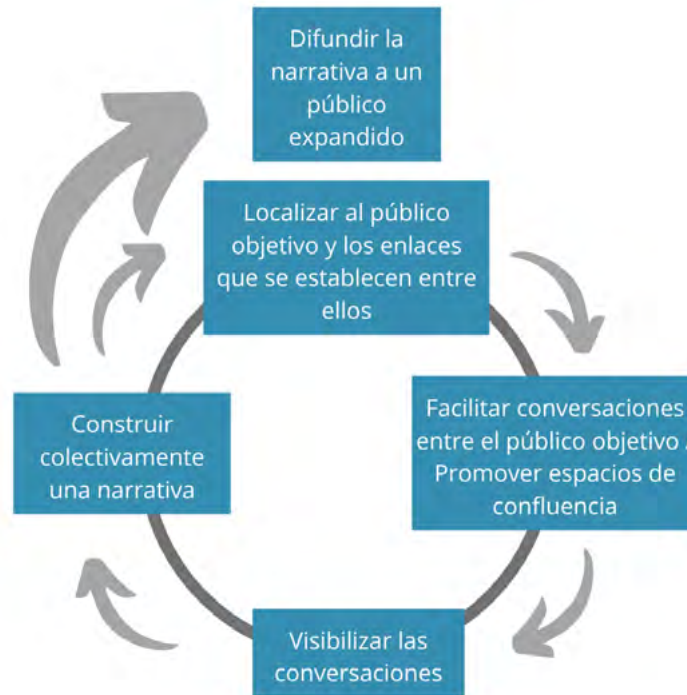 Difundir la
narrativa a un
público
expandido
Localizar al público
objetivo y los enlaces
que se establecen entre
ellos
Facilitar conversaciones
entre el público objetivo
Promover espacios de
confluencia
Visibilizar las
conversaciones
Construir
colectivamente
una narrativa